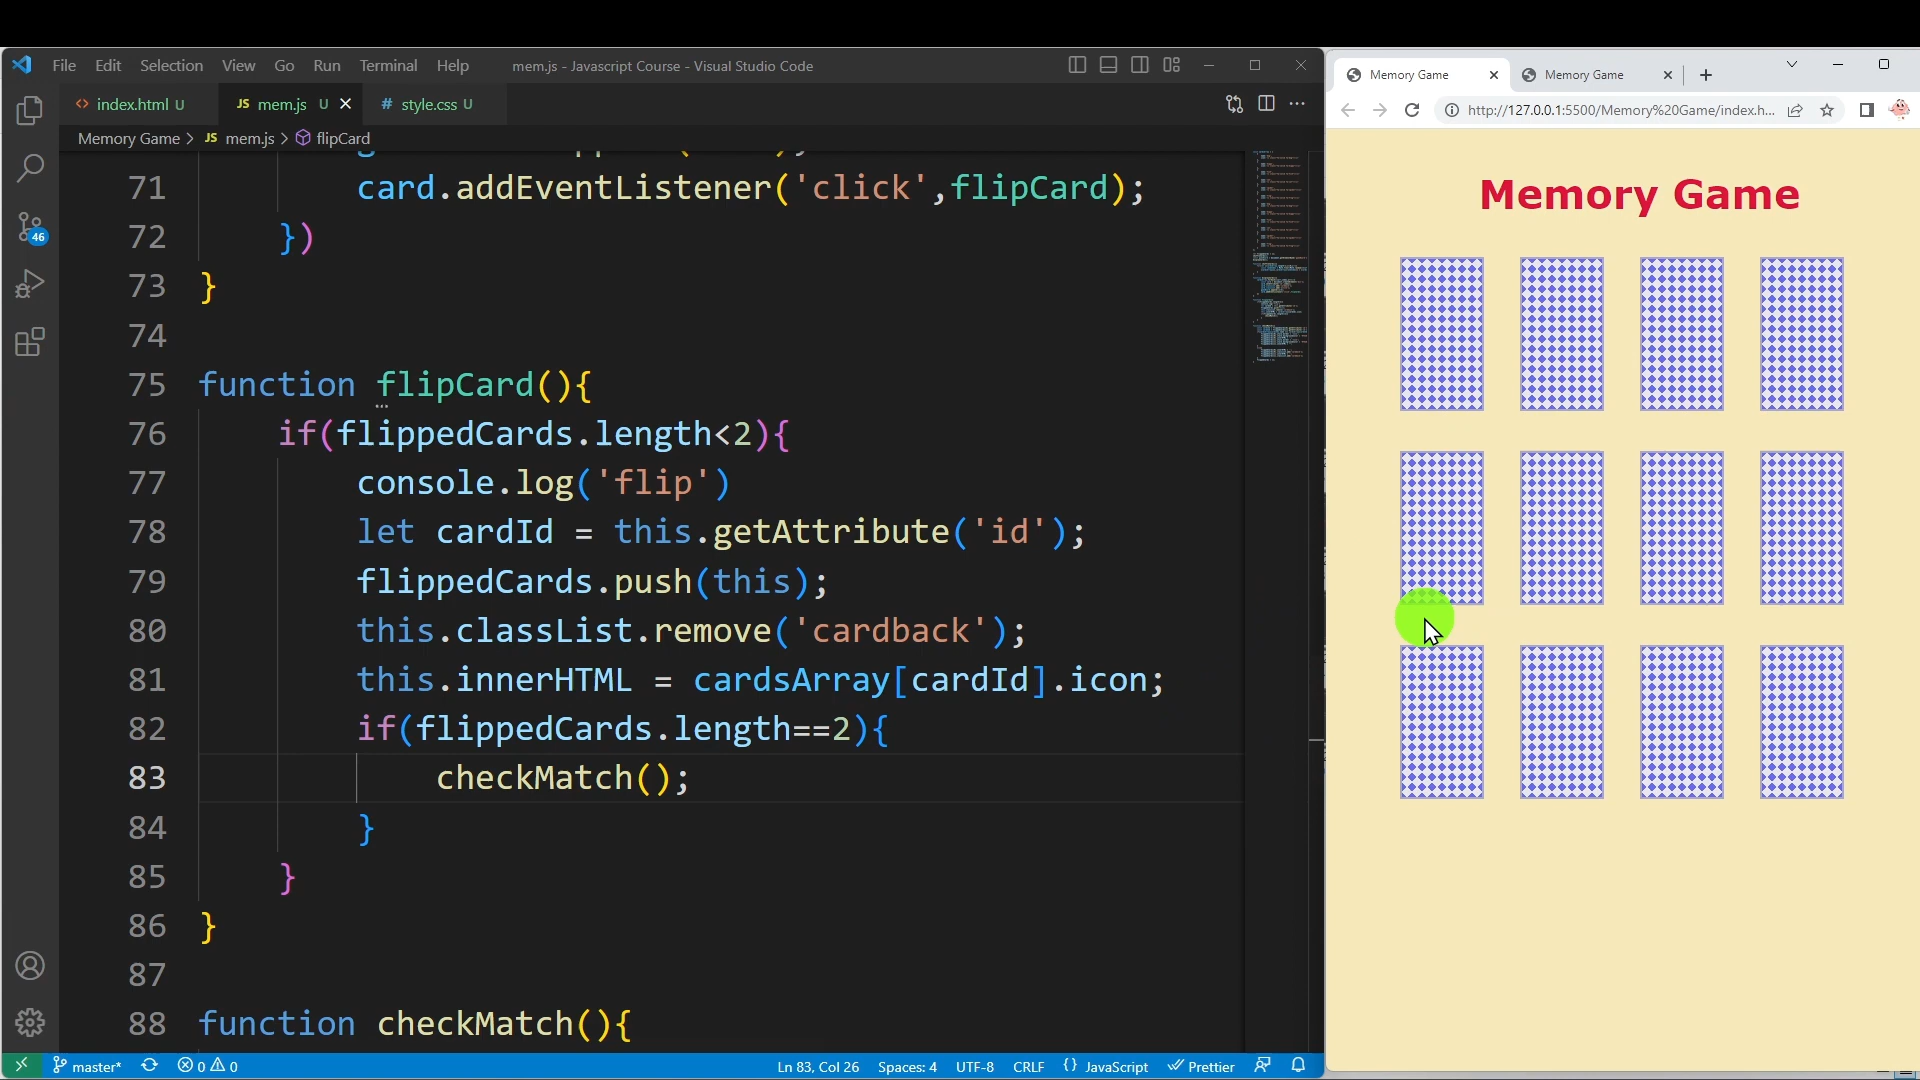 File Edit Selection View Go Run Terminal Help mem.js - Javascript Course - Visual Studio Code
index.html U JS mem.js U # style.css U
Memory Game > JS mem.js > flipCard
71 card.addEventListener('click',flipCard);
72 })
73 }
74
75 function flipCard(){
76 if(flippedCards.length<2){
77 console.log('flip')
78 let cardId = this.getAttribute('id');
79 flippedCards.push(this);
80 this.classList.remove('cardback');
81 this.innerHTML = cardsArray[cardId].icon;
82 if(flippedCards.length==2){
83 checkMatch();
84 }
85 }
86 }
87
88 function checkMatch(){
46
master* 0 0 Ln 83, Col 26 Spaces: 4 UTF-8 CRLF {} JavaScript Prettier
Memory Game Memory Game
http://127.0.0.1:5500/Memory%20Game/index.h...
Memory Game